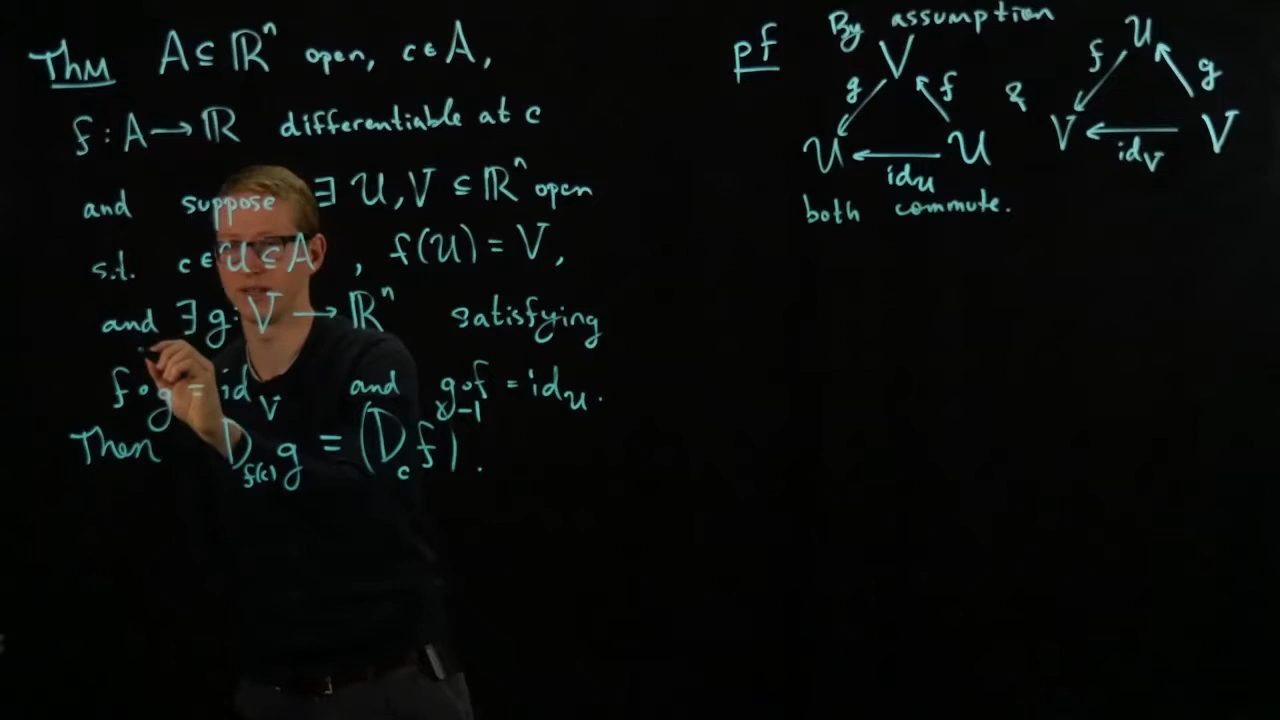 Thm A ⊆ ℝⁿ open, c ∈ A,
f : A → ℝ differentiable at c
and suppose ∃ U, V ⊆ ℝⁿ open
s.t. c ∈ U ⊆ A , f(U) = V,
and ∃ g : V → ℝⁿ satisfying
f ∘ g = id_V and g ∘ f = id_U.
Then D_{f(c)} g = (D_c f)⁻¹.
pf By assumption
V
g f
U U
id_U
&
U
f g
V V
id_V
both commute.